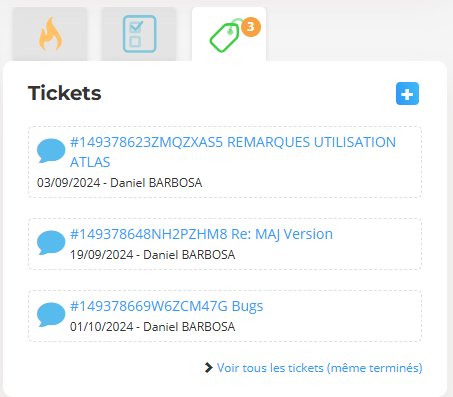 3
Tickets
#149378623ZMQZXAS5 REMARQUES UTILISATION
ATLAS
03/09/2024 - Daniel BARBOSA
#149378648NH2PZHM8 Re: MAJ Version
19/09/2024 - Daniel BARBOSA
#149378669W6ZCM47G Bugs
01/10/2024 - Daniel BARBOSA
Voir tous les tickets (même terminés)